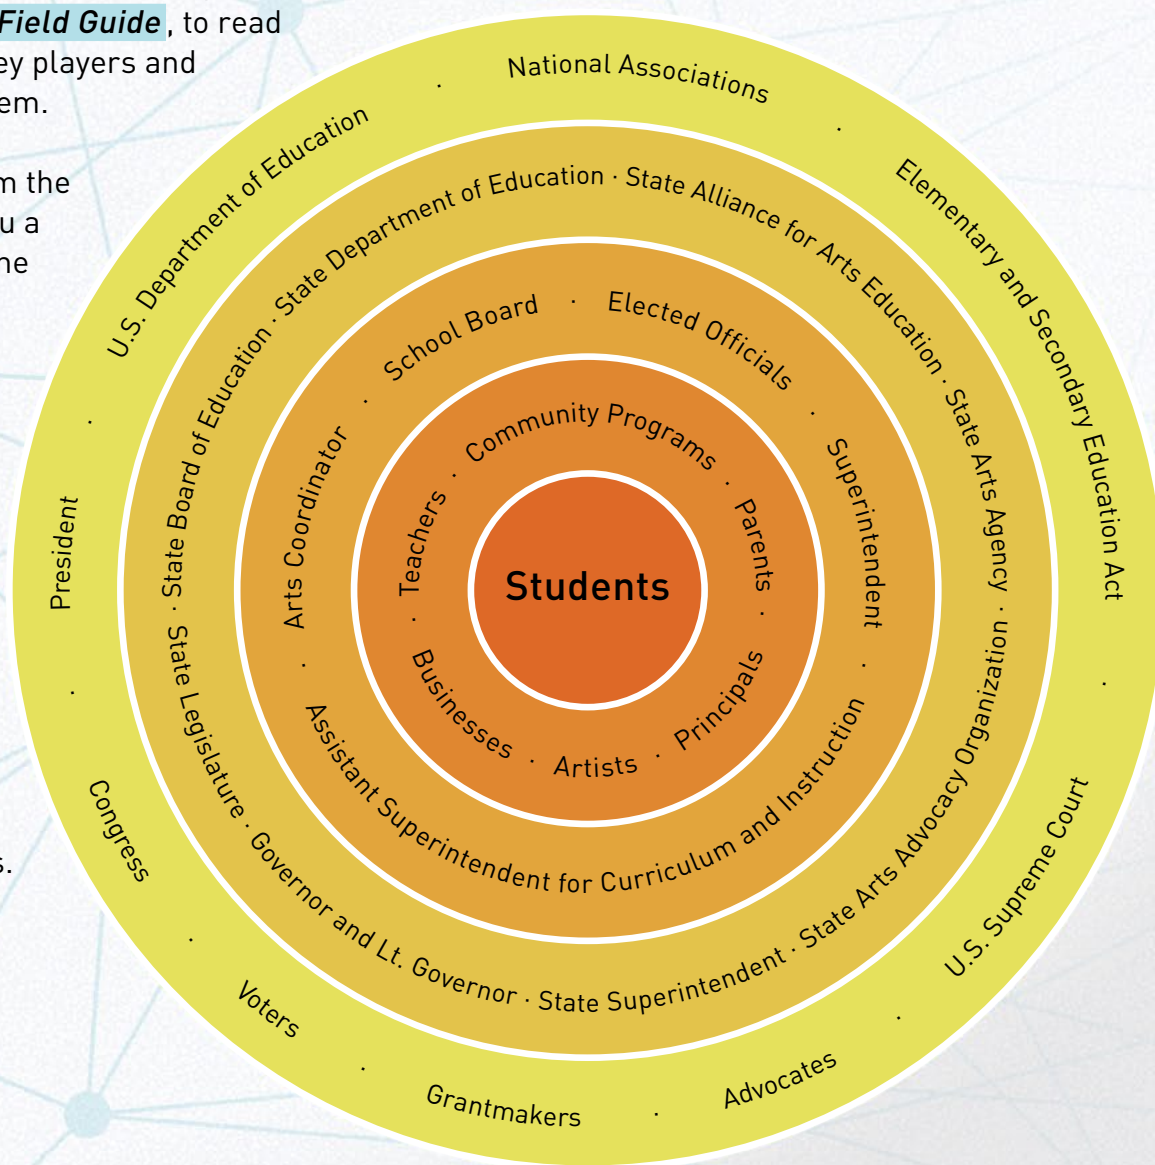 Field Guide, to read
ey players and
em.
m the
u a
ne
s.
National Associations
·
Elementary and Secondary Education Act
·
U.S. Supreme Court
·
Advocates
·
Grantmakers
·
Voters
·
Congress
·
President
·
U.S. Department of Education
·
State Department of Education · State Alliance for Arts Education · State Arts Agency · State Arts Advocacy Organization · State Superintendent · Governor and Lt. Governor · State Legislature · State Board of Education ·
School Board · Elected Officials · Superintendent · Assistant Superintendent for Curriculum and Instruction · Arts Coordinator ·
Community Programs · Parents · Principals · Artists · Businesses · Teachers ·
Students